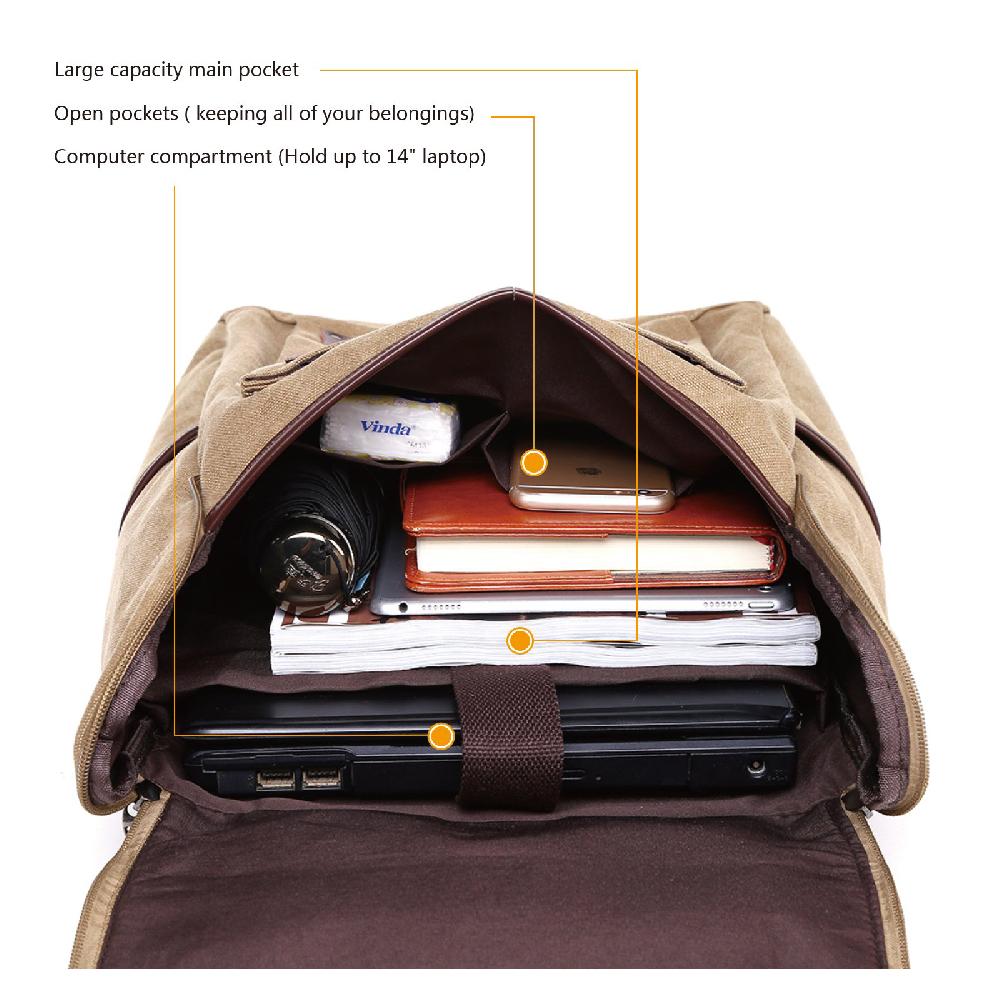 Large capacity main pocket
Open pockets ( keeping all of your belongings)
Computer compartment (Hold up to 14" laptop)
Vinda